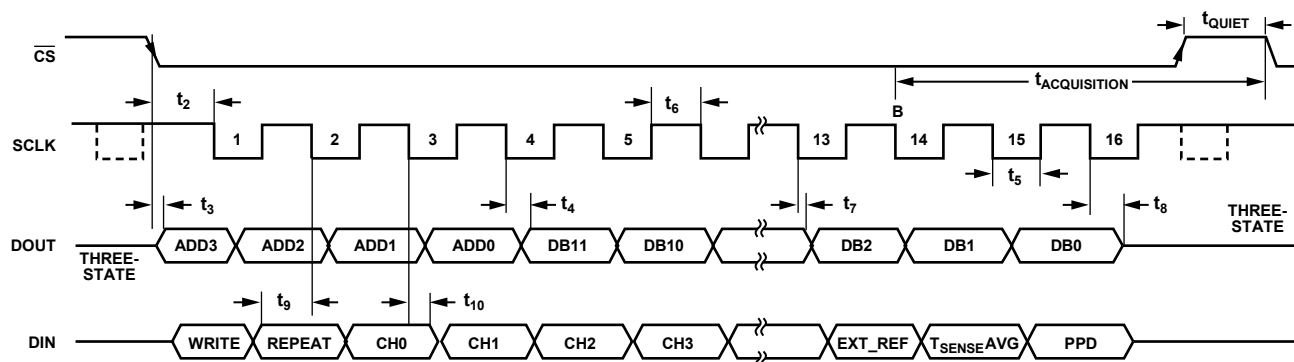 tQUIET
CS
tACQUISITION
t2
t6
B
SCLK
1 2 3 4 5 13 14 15 16
t3
t4
t7
t5
t8
DOUT
THREE-
STATE
ADD3 ADD2 ADD1 ADD0 DB11 DB10 DB2 DB1 DB0
THREE-
STATE
t9
t10
DIN
WRITE REPEAT CH0 CH1 CH2 CH3 EXT_REF TSENSEAVG PPD